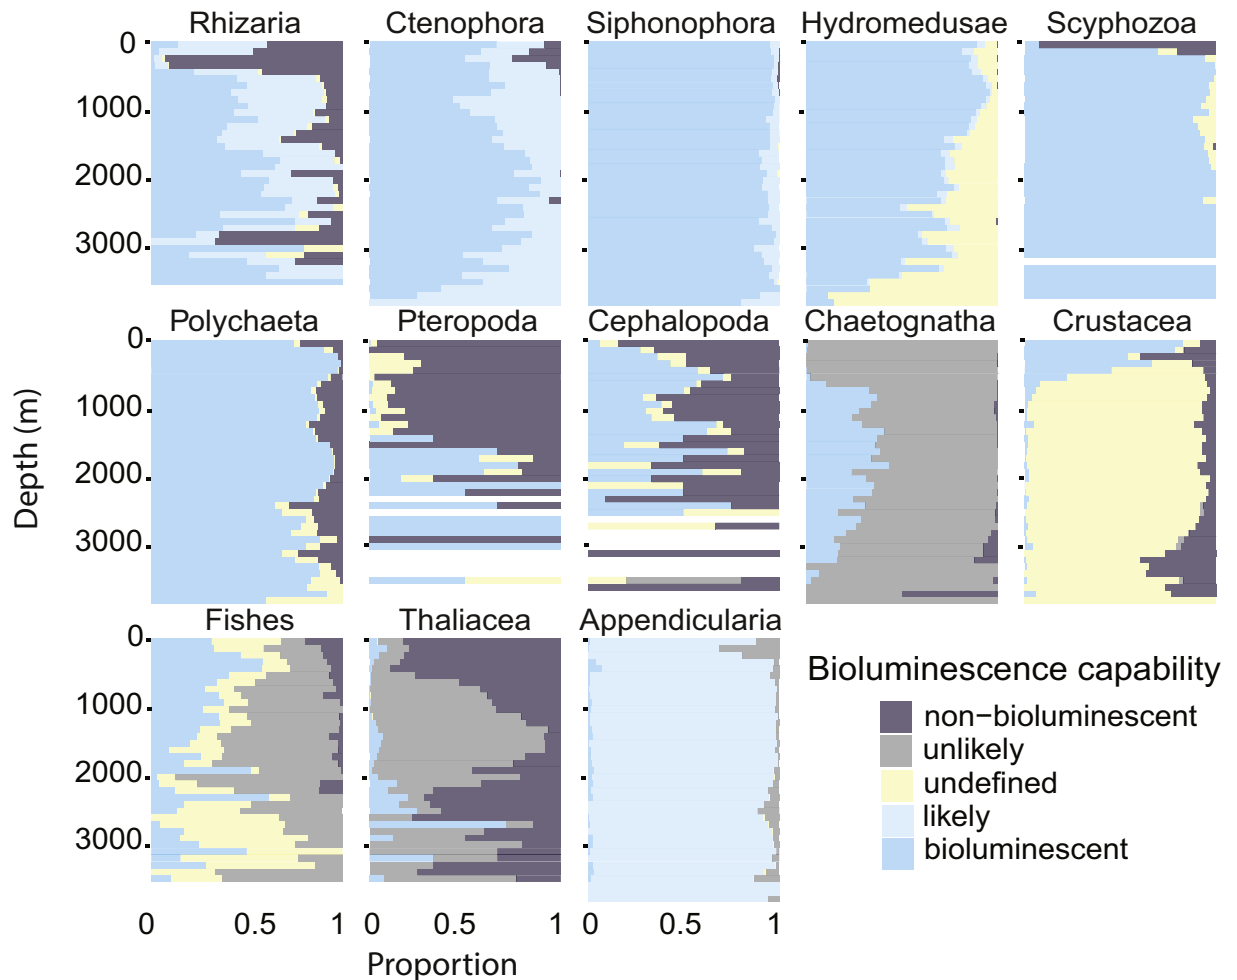 Rhizaria Ctenophora Siphonophora Hydromedusae Scyphozoa
0
1000
2000
3000
Polychaeta Pteropoda Cephalopoda Chaetognatha Crustacea
0
1000
2000
3000
Depth (m)
Fishes Thaliacea Appendicularia
0
1000
2000
3000
0 0.5 1 0 0.5 1 0 0.5 1
Proportion
Bioluminescence capability
non−bioluminescent
unlikely
undefined
likely
bioluminescent